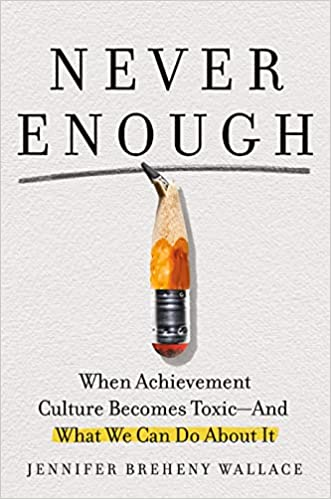 NEVER
ENOUGH
When Achievement
Culture Becomes Toxic—And
What We Can Do About It
JENNIFER BREHENY WALLACE